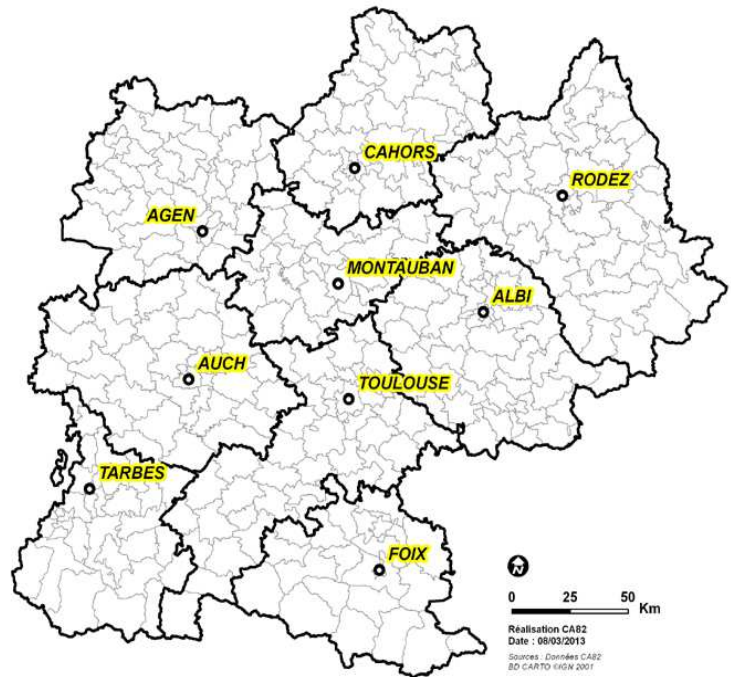 CAHORS
RODEZ
AGEN
MONTAUBAN
ALBI
AUCH
TOULOUSE
TARBES
FOIX
N
0 25 50 Km
Réalisation CA82
Date : 08/03/2013
Sources : Données CA82
BD CARTO ©IGN 2001